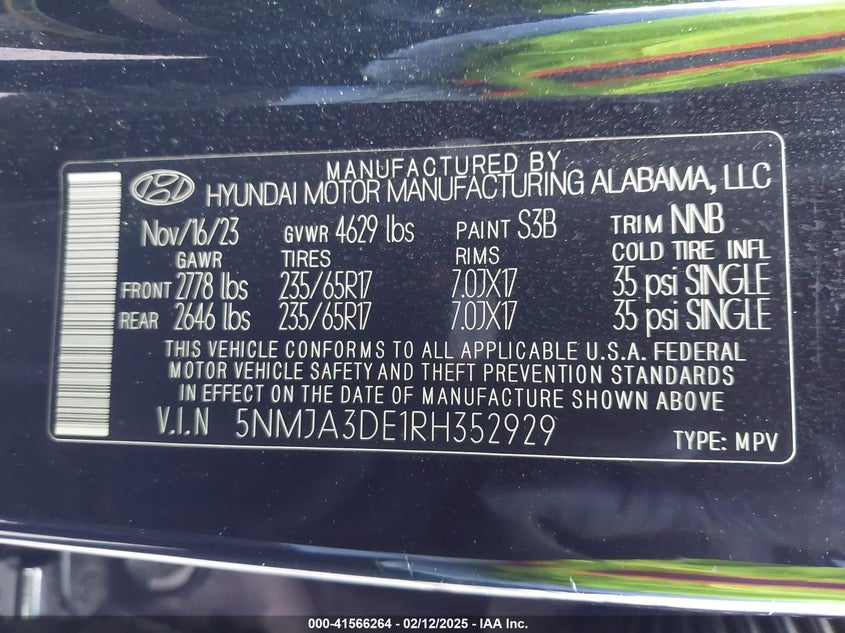 MANUFACTURED BY
HYUNDAI MOTOR MANUFACTURING ALABAMA, LLC
Nov/16/23 GVWR 4629 lbs PAINT S3B TRIM NNB
GAWR TIRES RIMS COLD TIRE INFL
FRONT 2778 lbs 235/65R17 7.0JX17 35 psi SINGLE
REAR 2646 lbs 235/65R17 7.0JX17 35 psi SINGLE
THIS VEHICLE CONFORMS TO ALL APPLICABLE U.S.A. FEDERAL
MOTOR VEHICLE SAFETY AND THEFT PREVENTION STANDARDS
IN EFFECT ON THE DATE OF MANUFACTURE SHOWN ABOVE
V.I.N 5NMJA3DE1RH352929 TYPE: MPV
000-41566264 - 02/12/2025 - IAA Inc.